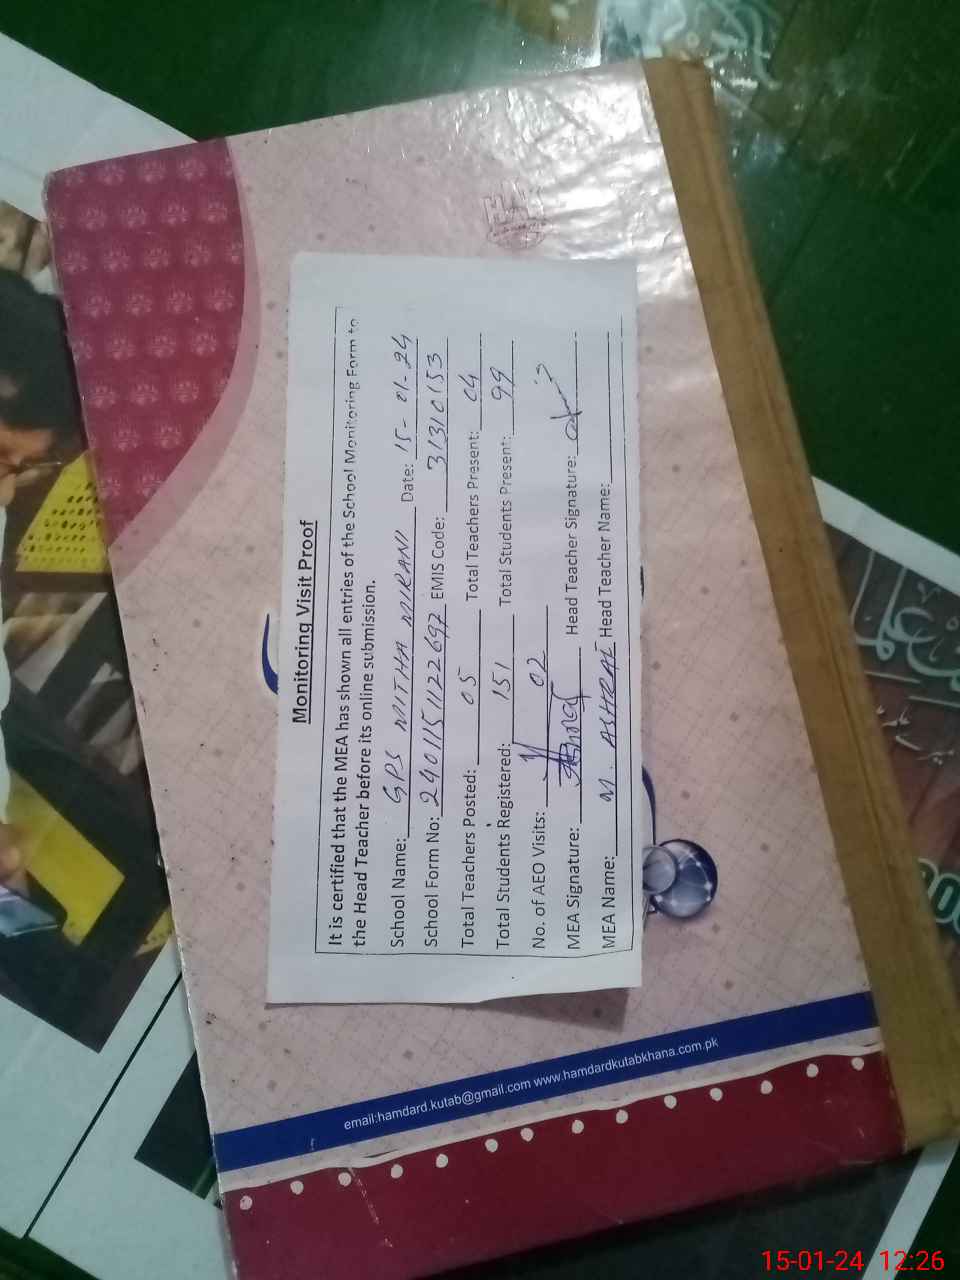 Monitoring Visit Proof
It is certified that the MEA has shown all entries of the School Monitoring Form to
the Head Teacher before its online submission.
School Name: GPS MITHA MIRANI Date: 15-01-24
School Form No: 2401151122697 EMIS Code: 31310153
Total Teachers Posted: 05 Total Teachers Present: 04
Total Students Registered: 151 Total Students Present: 99
No. of AEO Visits: 02
MEA Signature: Head Teacher Signature:
MEA Name: M. ASHRAF Head Teacher Name:
email:hamdard.kutab@gmail.com www.hamdardkutabkhana.com.pk
15-01-24 12:26